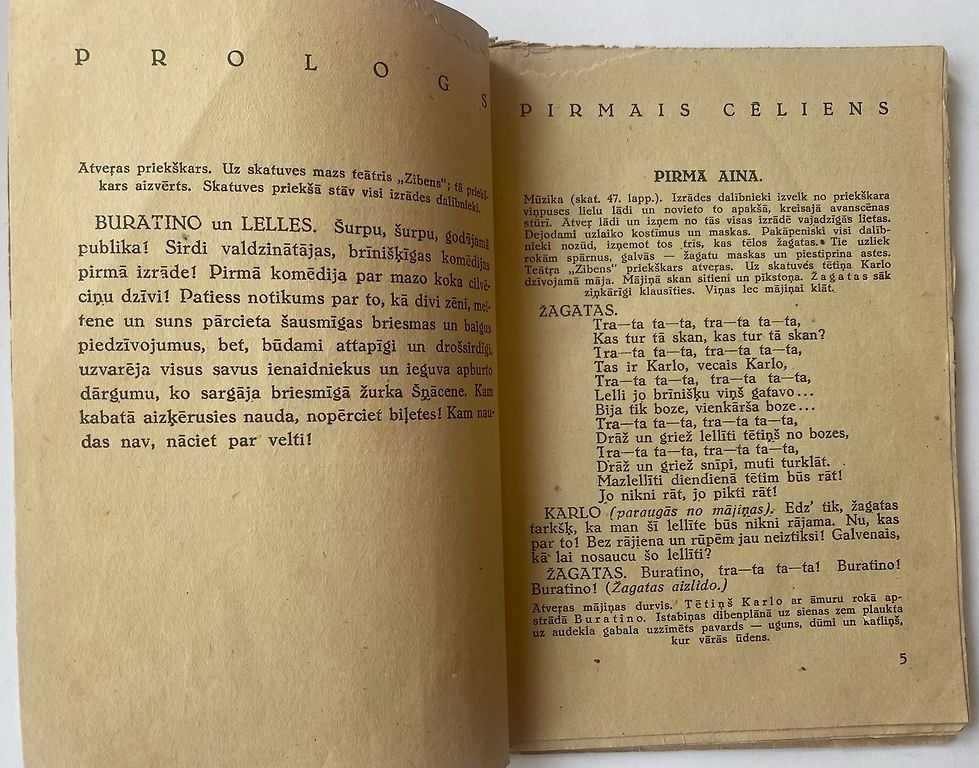 PROLOGS
Atveras priekškars. Uz skatuves mazs teātris „Zibens“; tā priekš-
kars aizvērts. Skatuves priekšā stāv visi izrādes dalībnieki.
BURATINO un LELLES. Šurpu, šurpu, godājamā
publika! Sirdi valdzinātājas, brīnišķīgas komēdijas
pirmā izrāde! Pirmā komēdija par mazo koka cilvē-
ciņu dzīvi! Patiess notikums par to, kā divi zēni, mei-
tene un suns pārcieta šausmīgas briesmas un baigus
piedzīvojumus, bet, būdami attapīgi un drošsirdīgi,
uzvarēja visus savus ienaidniekus un ieguva apburto
dārgumu, ko sargāja briesmīgā žurka Šņācene. Kam
kabatā aizķērusies nauda, nopērciet biļetes! Kam nau-
das nav, nāciet par velti!
PIRMAIS CĒLIENS
PIRMĀ AINA.
Mūzika (skat. 47. lapp.). Izrādes dalībnieki izvelk no priekškara
viņpuses lielu lādi un novieto to apakšā, kreisajā avanscēnas
stūrī. Atver lādi un izņem no tās visas izrādē vajadzīgās lietas.
Dejodami uzlaiko kostīmus un maskas. Pakāpeniski visi dalīb-
nieki nozūd, izņemot tos trīs, kas tēlos žagatas. Tie uzliek
rokām spārnus, galvās — žagatu maskas un piestiprina astes.
Teātra „Zibens“ priekškars atveras. Uz skatuves tētiņa Karlo
dzīvojamā māja. Mājiņā skan sitieni un pīkstoņa. Žagatas sāk
ziņkārīgi klausīties. Viņas lec mājiņai klāt.
ŽAGATAS.
Tra—ta ta—ta, tra—ta ta—ta,
Kas tur tā skan, kas tur tā skan?
Tra—ta ta—ta, tra—ta ta—ta,
Tas ir Karlo, vecais Karlo,
Tra—ta ta—ta, tra—ta ta—ta,
Lelli jo brīnišķu viņš gatavo...
Bija tik boze, vienkārša boze...
Tra—ta ta—ta, tra—ta ta—ta,
Drāž un griež lellīti tētiņš no bozes,
Tra—ta ta—ta, tra—ta ta—ta,
Drāž un griež snīpi, muti turklāt.
Mazlellīti diendienā tētim būs rāt!
Jo nikni rāt, jo pikti rāt!
KARLO (paraugās no mājiņas). Edz' tik, žagatas
tarkšķ, ka man šī lellīte būs nikni rājama. Nu, kas
par to! Bez rājiena un rūpēm jau neiztiksi! Galvenais,
kā lai nosaucu šo lellīti?
ŽAGATAS. Buratino, tra—ta ta—ta! Buratino!
Buratino! (Žagatas aizlido.)
Atveras mājiņas durvis. Tētiņš Karlo ar āmuru rokā ap-
strādā Buratino. Istabiņas dibenplānā uz sienas zem plaukta
uz audekla gabala uzzīmēts pavards — uguns, dūmi un katliņš,
kur vārās ūdens.
5